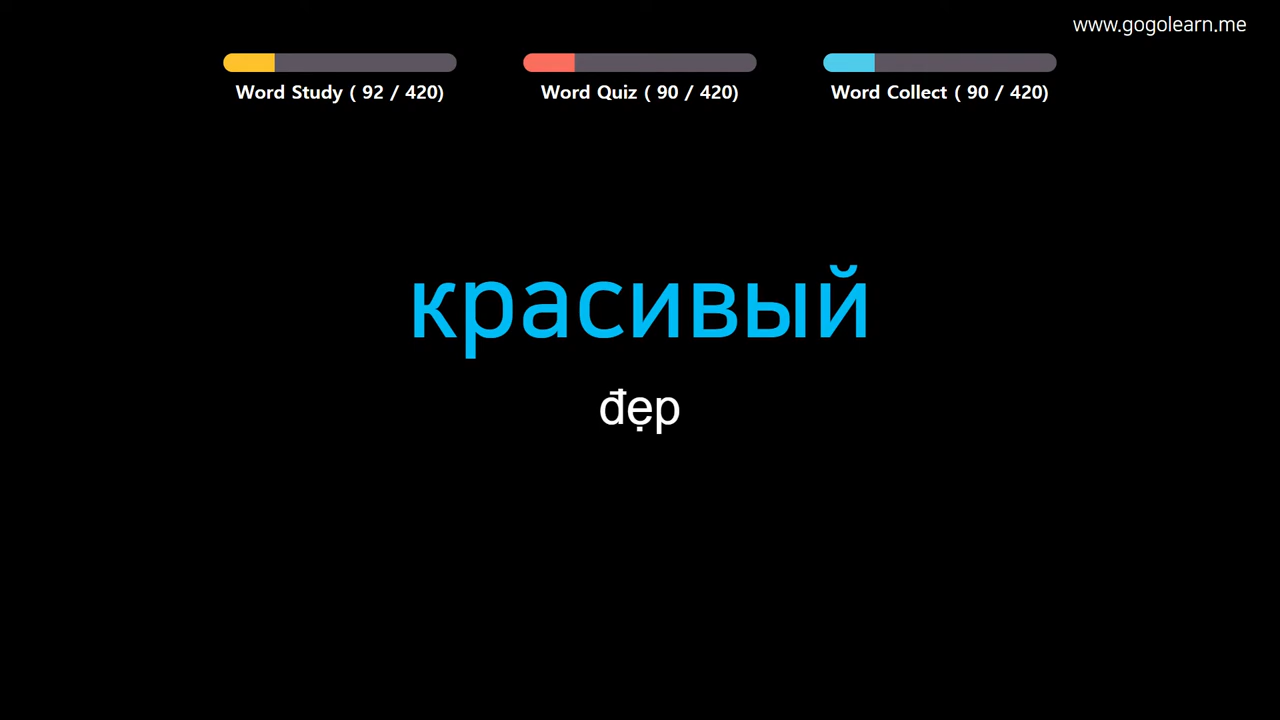 www.gogolearn.me
Word Study ( 92 / 420)
Word Quiz ( 90 / 420)
Word Collect ( 90 / 420)
красивый
đẹp